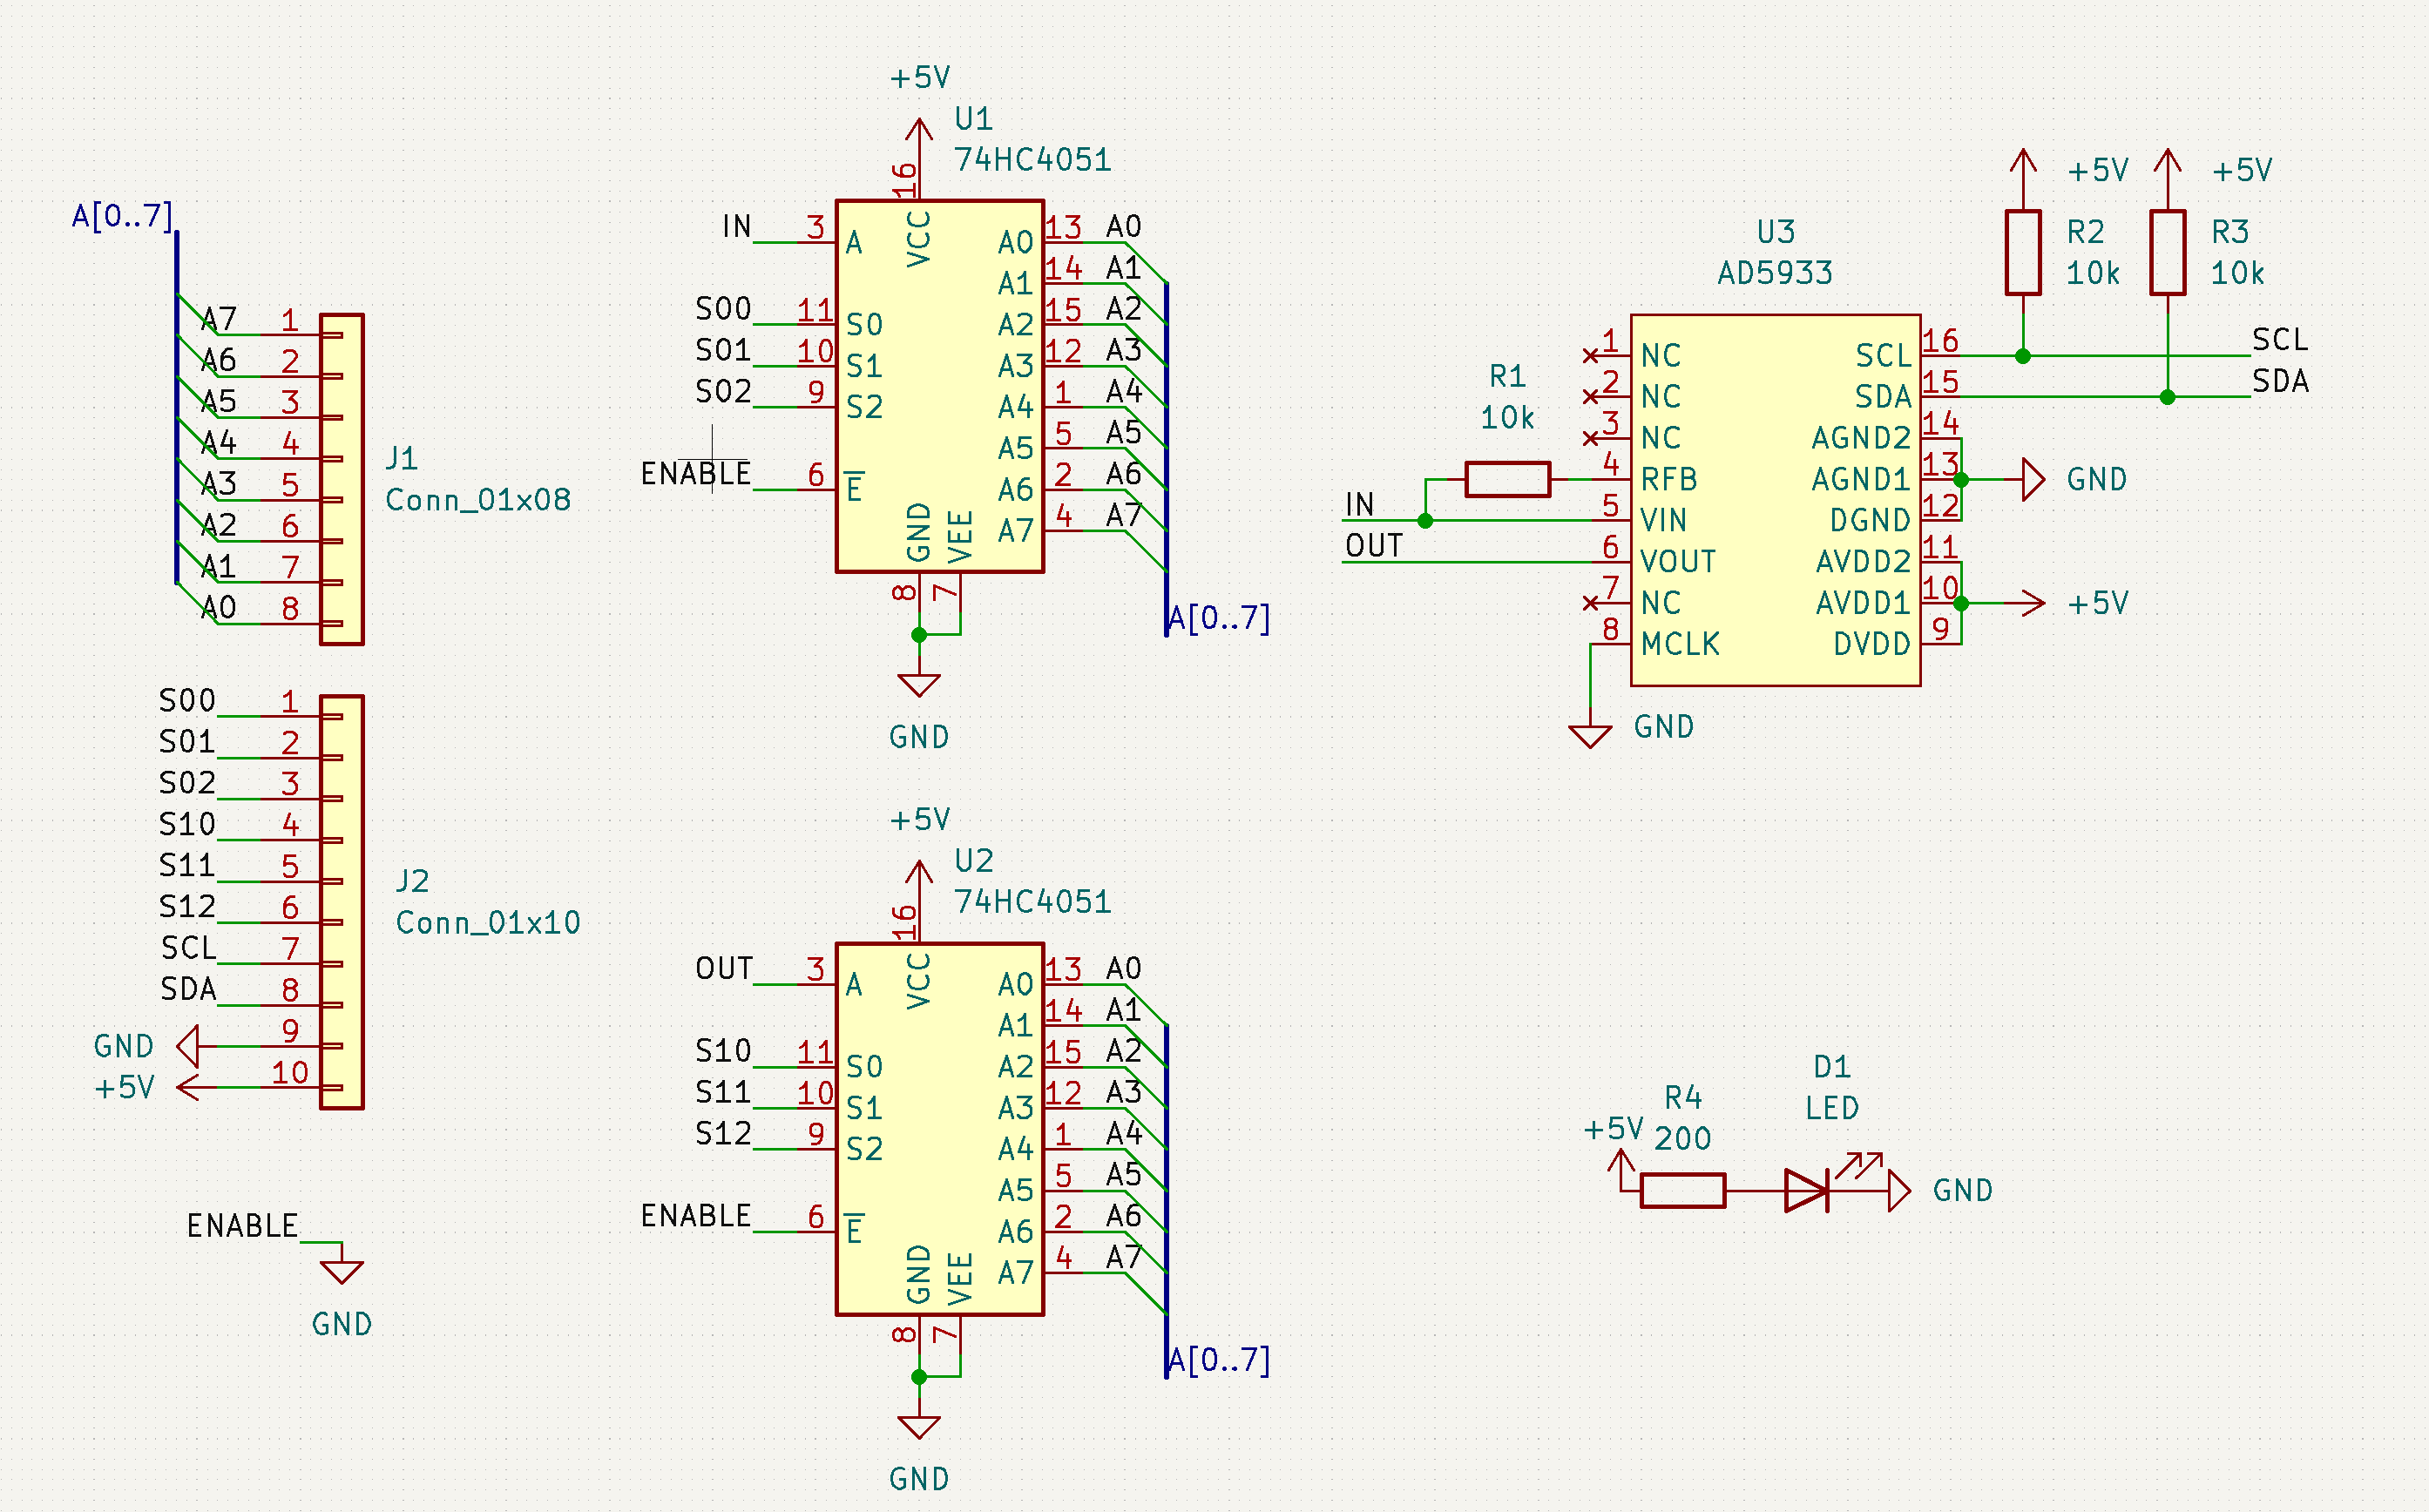 A[0..7]
A7 1
A6 2
A5 3
A4 4
A3 5
A2 6
A1 7
A0 8
J1
Conn_01x08
S00 1
S01 2
S02 3
S10 4
S11 5
S12 6
SCL 7
SDA 8
GND 9
+5V 10
J2
Conn_01x10
ENABLE
GND
+5V
U1
74HC4051
16
VCC
IN 3 A
S00 11 S0
S01 10 S1
S02 9 S2
ENABLE 6 E
A0 13 A0
A1 14 A1
A2 15 A2
A3 12 A3
A4 1 A4
A5 5 A5
A6 2 A6
A7 4 A7
GND
VEE
8
7
A[0..7]
GND
+5V
U2
74HC4051
16
VCC
OUT 3 A
S10 11 S0
S11 10 S1
S12 9 S2
ENABLE 6 E
A0 13 A0
A1 14 A1
A2 15 A2
A3 12 A3
A4 1 A4
A5 5 A5
A6 2 A6
A7 4 A7
GND
VEE
8
7
A[0..7]
GND
U3
AD5933
1 NC
2 NC
3 NC
4 RFB
5 VIN
6 VOUT
7 NC
8 MCLK
SCL 16
SDA 15
AGND2 14
AGND1 13
DGND 12
AVDD2 11
AVDD1 10
DVDD 9
R1
10k
IN
OUT
GND
+5V
R2
10k
+5V
R3
10k
SCL
SDA
GND
+5V
+5V
R4
200
D1
LED
GND